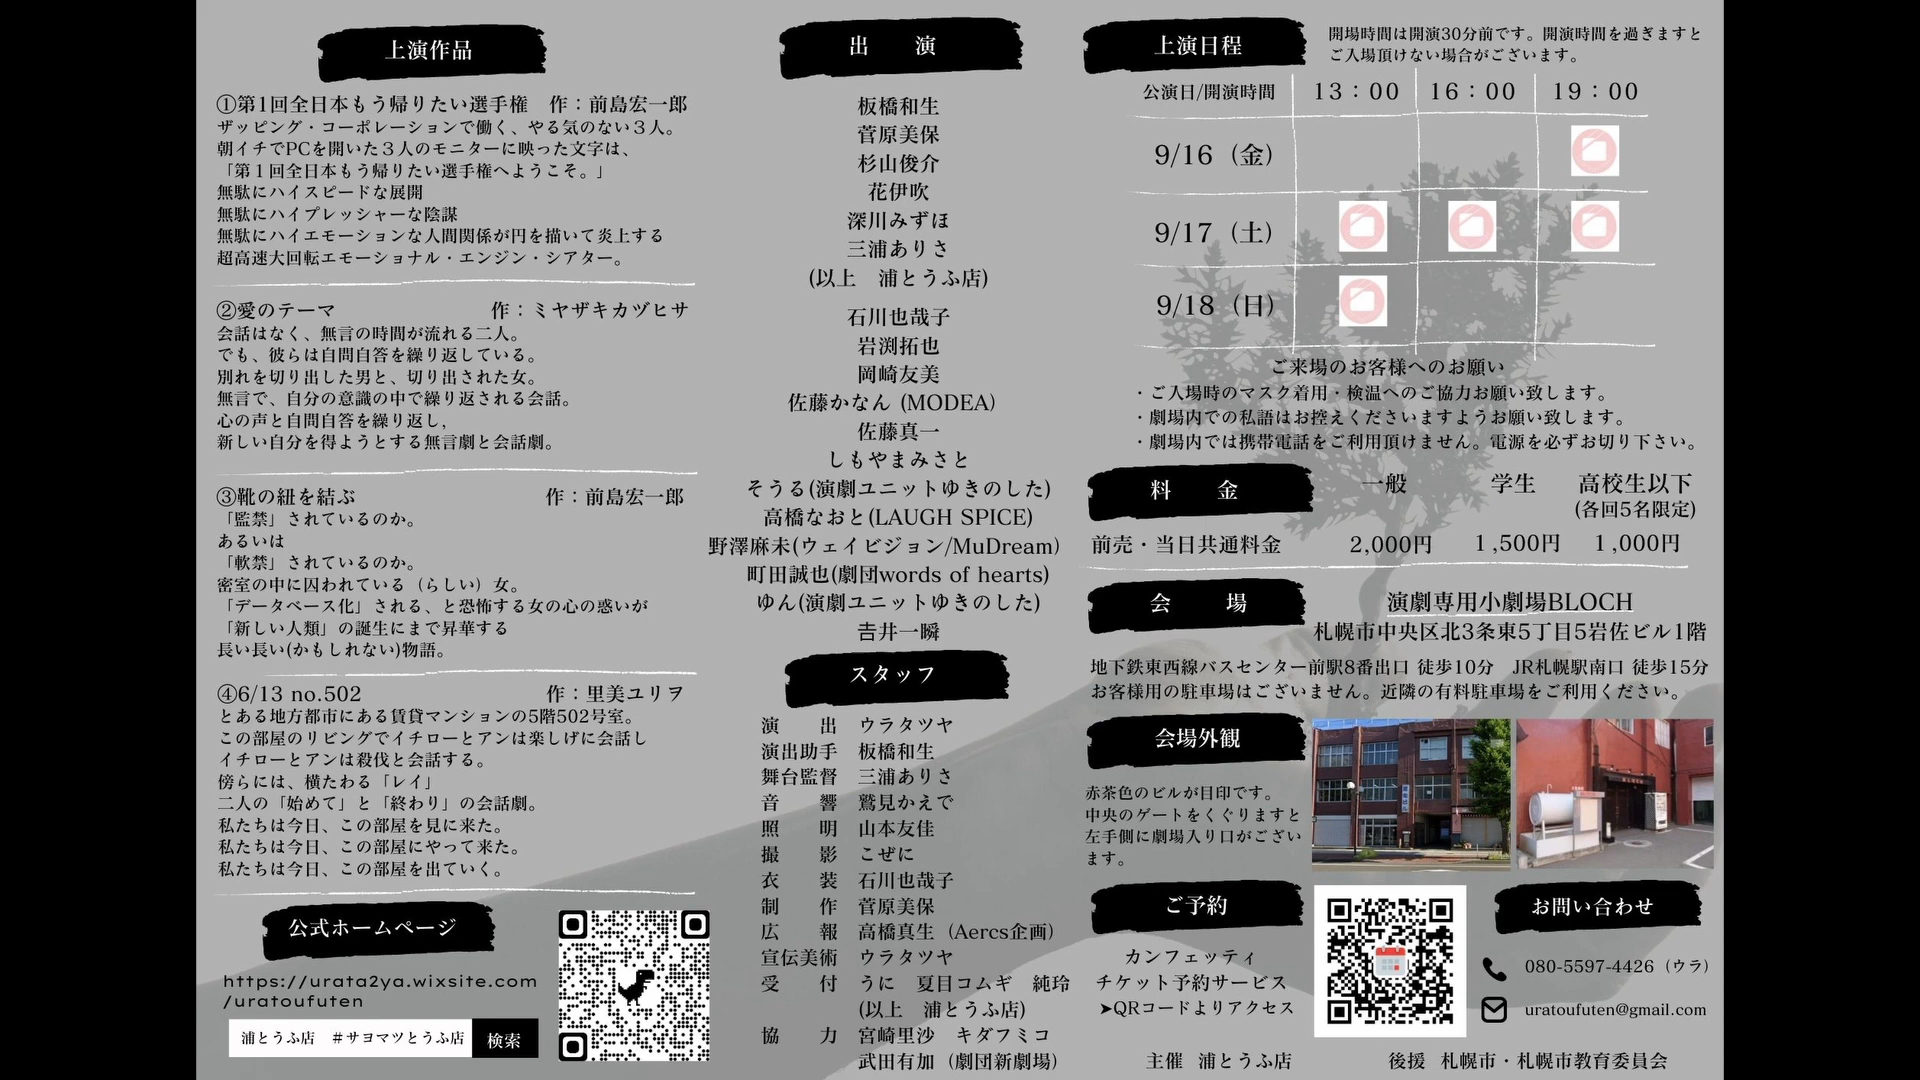 上演作品
①第1回全日本もう帰りたい選手権　作：前島宏一郎
ザッピング・コーポレーションで働く、やる気のない３人。
朝イチでPCを開いた３人のモニターに映った文字は、
「第１回全日本もう帰りたい選手権へようこそ。」
無駄にハイスピードな展開
無駄にハイプレッシャーな陰謀
無駄にハイエモーションな人間関係が円を描いて炎上する
超高速大回転エモーショナル・エンジン・シアター。
②愛のテーマ　作：ミヤザキカヅヒサ
会話はなく、無言の時間が流れる二人。
でも、彼らは自問自答を繰り返している。
別れを切り出した男と、切り出された女。
無言で、自分の意識の中で繰り返される会話。
心の声と自問自答を繰り返し,
新しい自分を得ようとする無言劇と会話劇。
③靴の紐を結ぶ　作：前島宏一郎
「監禁」されているのか。
あるいは
「軟禁」されているのか。
密室の中に囚われている（らしい）女。
「データベース化」される、と恐怖する女の心の惑いが
「新しい人類」の誕生にまで昇華する
長い長い(かもしれない)物語。
④6/13 no.502　作：里美ユリヲ
とある地方都市にある賃貸マンションの5階502号室。
この部屋のリビングでイチローとアンは楽しげに会話し
イチローとアンは殺伐と会話する。
傍らには、横たわる「レイ」
二人の「始めて」と「終わり」の会話劇。
私たちは今日、この部屋を見に来た。
私たちは今日、この部屋にやって来た。
私たちは今日、この部屋を出ていく。
公式ホームページ
https://urata2ya.wixsite.com
/uratoufuten
浦とうふ店　＃サヨマツとうふ店　検索
出　演
板橋和生
菅原美保
杉山俊介
花伊吹
深川みずほ
三浦ありさ
(以上　浦とうふ店)
石川也哉子
岩渕拓也
岡崎友美
佐藤かなん (MODEA)
佐藤真一
しもやまみさと
そうる(演劇ユニットゆきのした)
高橋なおと(LAUGH SPICE)
野澤麻未(ウェイビジョン/MuDream)
町田誠也(劇団words of hearts)
ゆん(演劇ユニットゆきのした)
𠮷井一瞬
スタッフ
演　出　ウラタツヤ
演出助手　板橋和生
舞台監督　三浦ありさ
音　響　鷲見かえで
照　明　山本友佳
撮　影　こぜに
衣　装　石川也哉子
制　作　菅原美保
広　報　高橋真生（Aercs企画）
宣伝美術　ウラタツヤ
受　付　うに　夏目コムギ　純玲
(以上　浦とうふ店)
協　力　宮崎里沙　キダフミコ
武田有加（劇団新劇場）
上演日程
開場時間は開演30分前です。開演時間を過ぎますと
ご入場頂けない場合がございます。
公演日/開演時間　13：00　16：00　19：00
9/16（金）
9/17（土）
9/18（日）
ご来場のお客様へのお願い
・ご入場時のマスク着用・検温へのご協力お願い致します。
・劇場内での私語はお控えくださいますようお願い致します。
・劇場内では携帯電話をご利用頂けません。電源を必ずお切り下さい。
料　金　一般　学生　高校生以下
(各回5名限定)
前売・当日共通料金　2,000円　1,500円　1,000円
会　場　演劇専用小劇場BLOCH
札幌市中央区北3条東5丁目5岩佐ビル1階
地下鉄東西線バスセンター前駅8番出口 徒歩10分　JR札幌駅南口 徒歩15分
お客様用の駐車場はございません。近隣の有料駐車場をご利用ください。
会場外観
赤茶色のビルが目印です。
中央のゲートをくぐりますと
左手側に劇場入り口がござい
ます。
ご予約
カンフェッティ
チケット予約サービス
➤QRコードよりアクセス
お問い合わせ
080-5597-4426（ウラ）
uratoufuten@gmail.com
主催　浦とうふ店　後援　札幌市・札幌市教育委員会